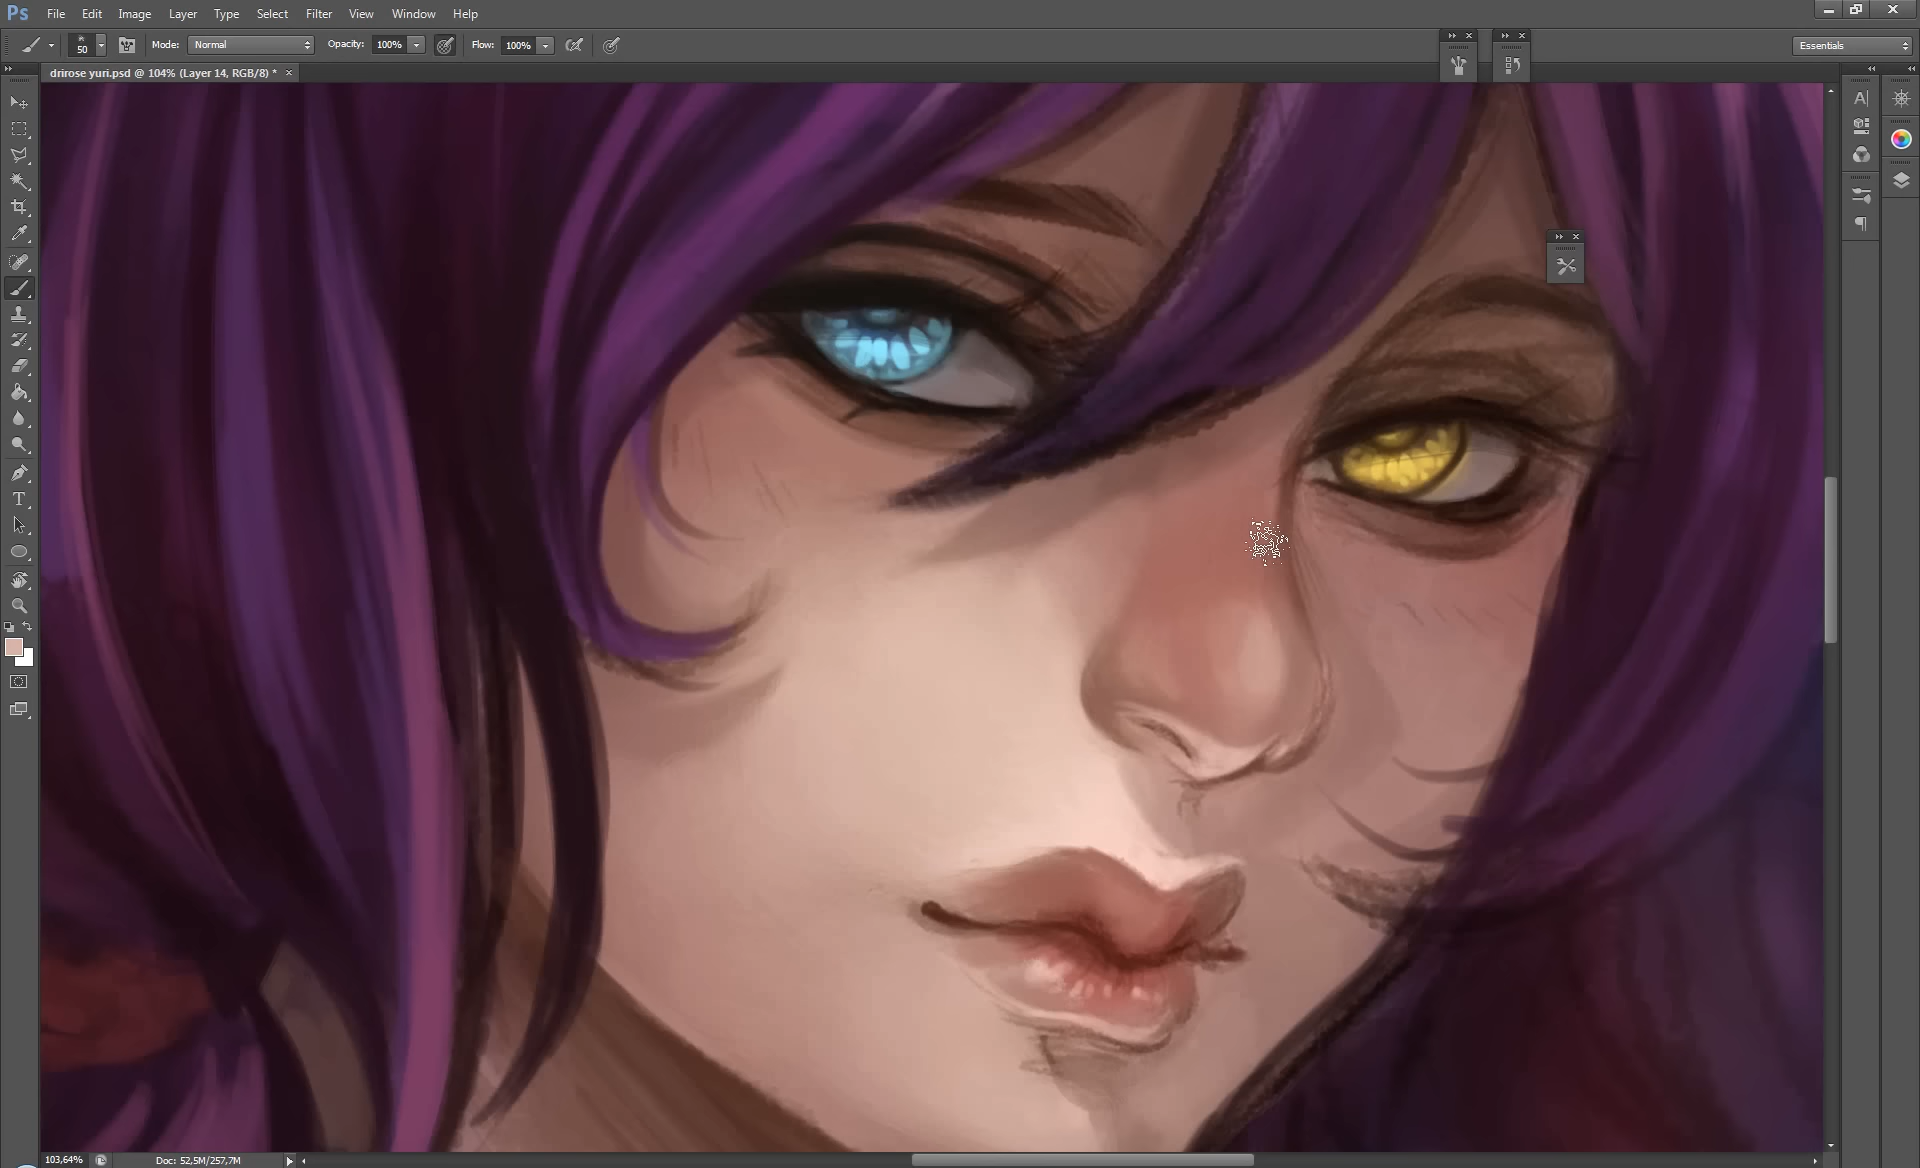 Ps File Edit Image Layer Type Select Filter View Window Help
50 Mode: Normal Opacity: 100% Flow: 100% Essentials
drirose yuri.psd @ 104% (Layer 14, RGB/8) *
103,64% Doc: 52,5M/257,7M